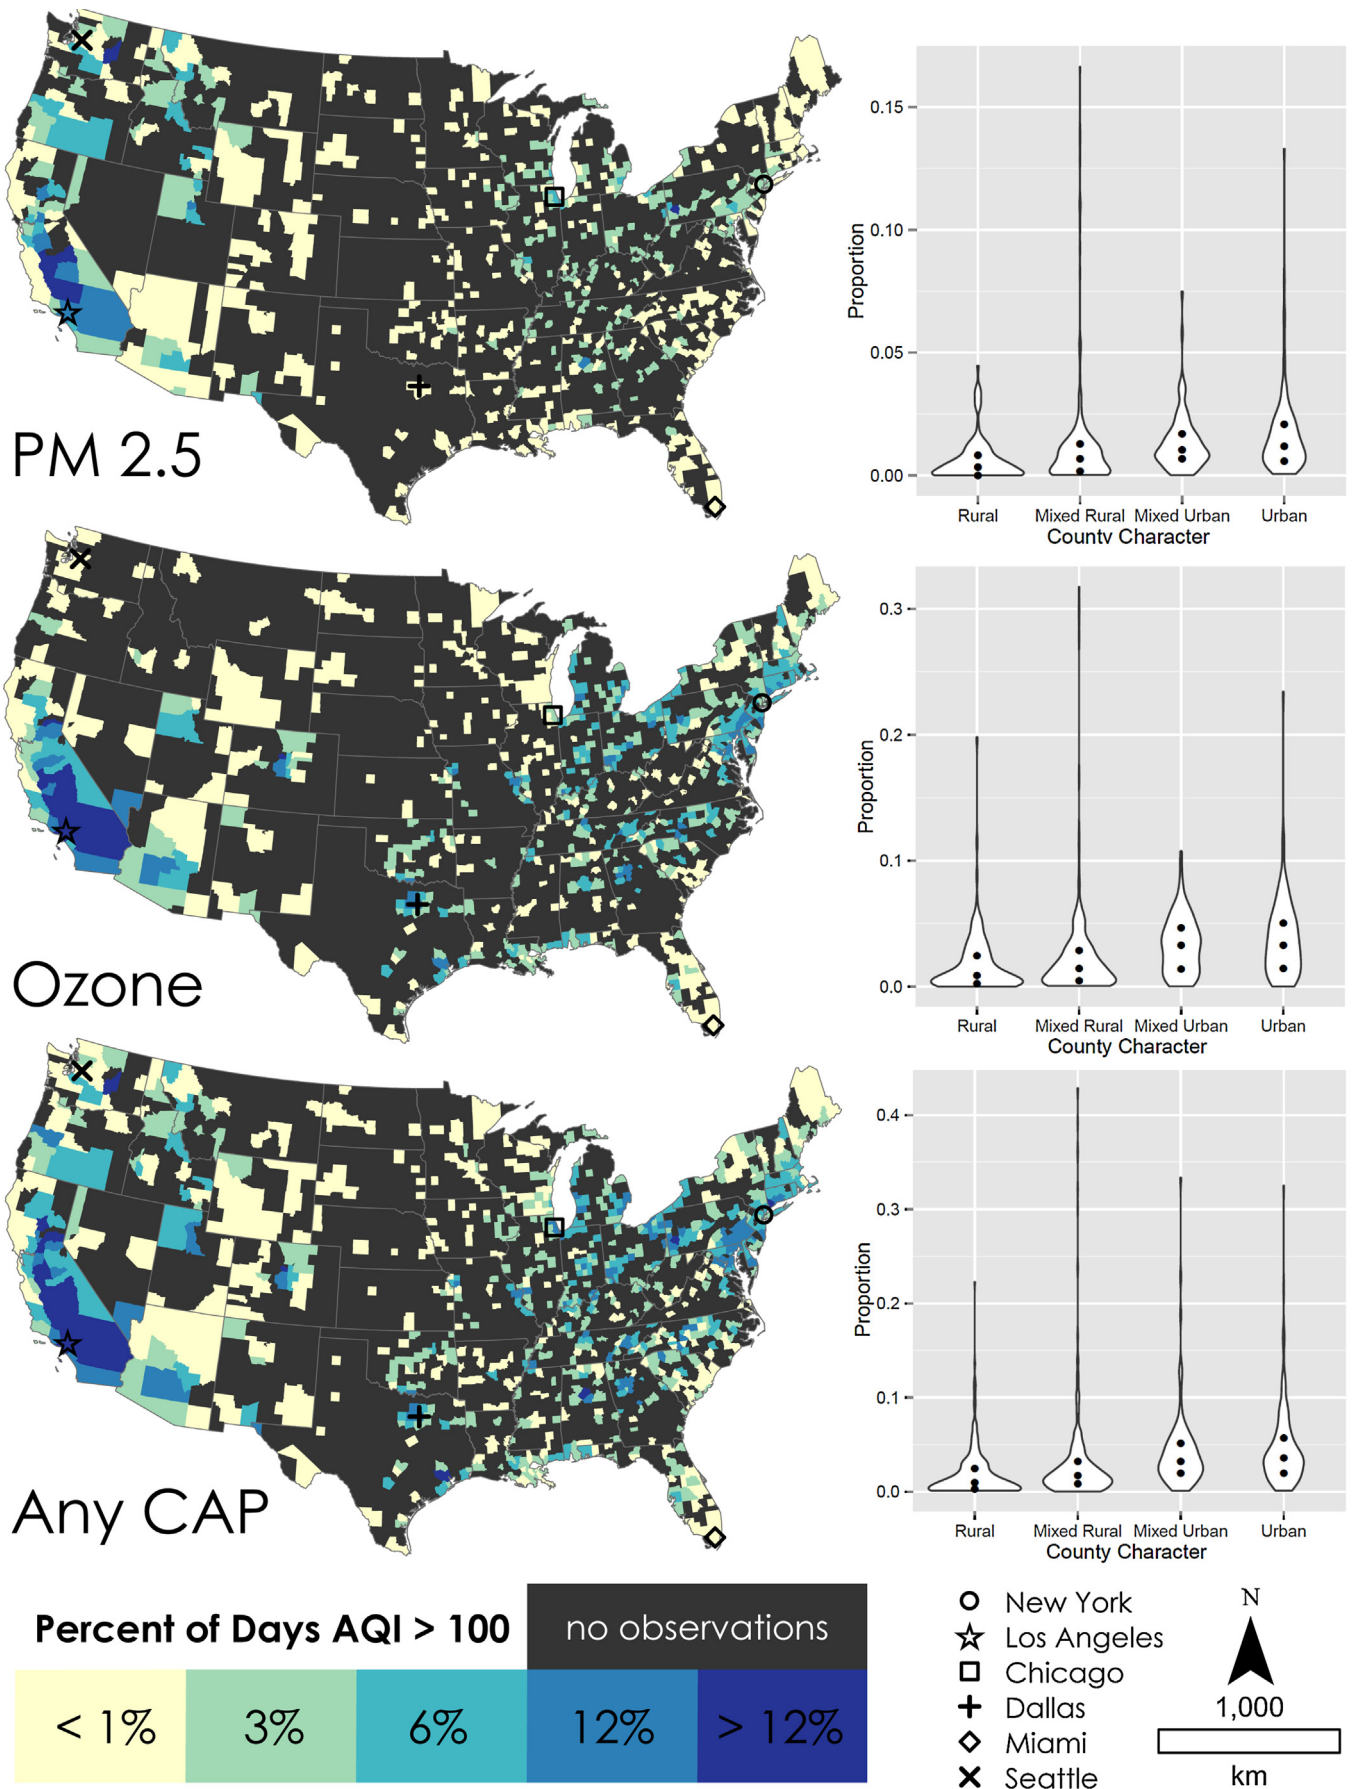 PM 2.5
0.15
0.10
0.05
0.00
Proportion
Rural Mixed Rural Mixed Urban Urban
County Character
Ozone
0.3
0.2
0.1
0.0
Proportion
Rural Mixed Rural Mixed Urban Urban
County Character
Any CAP
0.4
0.3
0.2
0.1
0.0
Proportion
Rural Mixed Rural Mixed Urban Urban
County Character
Percent of Days AQI > 100
no observations
< 1% 3% 6% 12% > 12%
New York
Los Angeles
Chicago
Dallas
Miami
Seattle
N
1,000
km